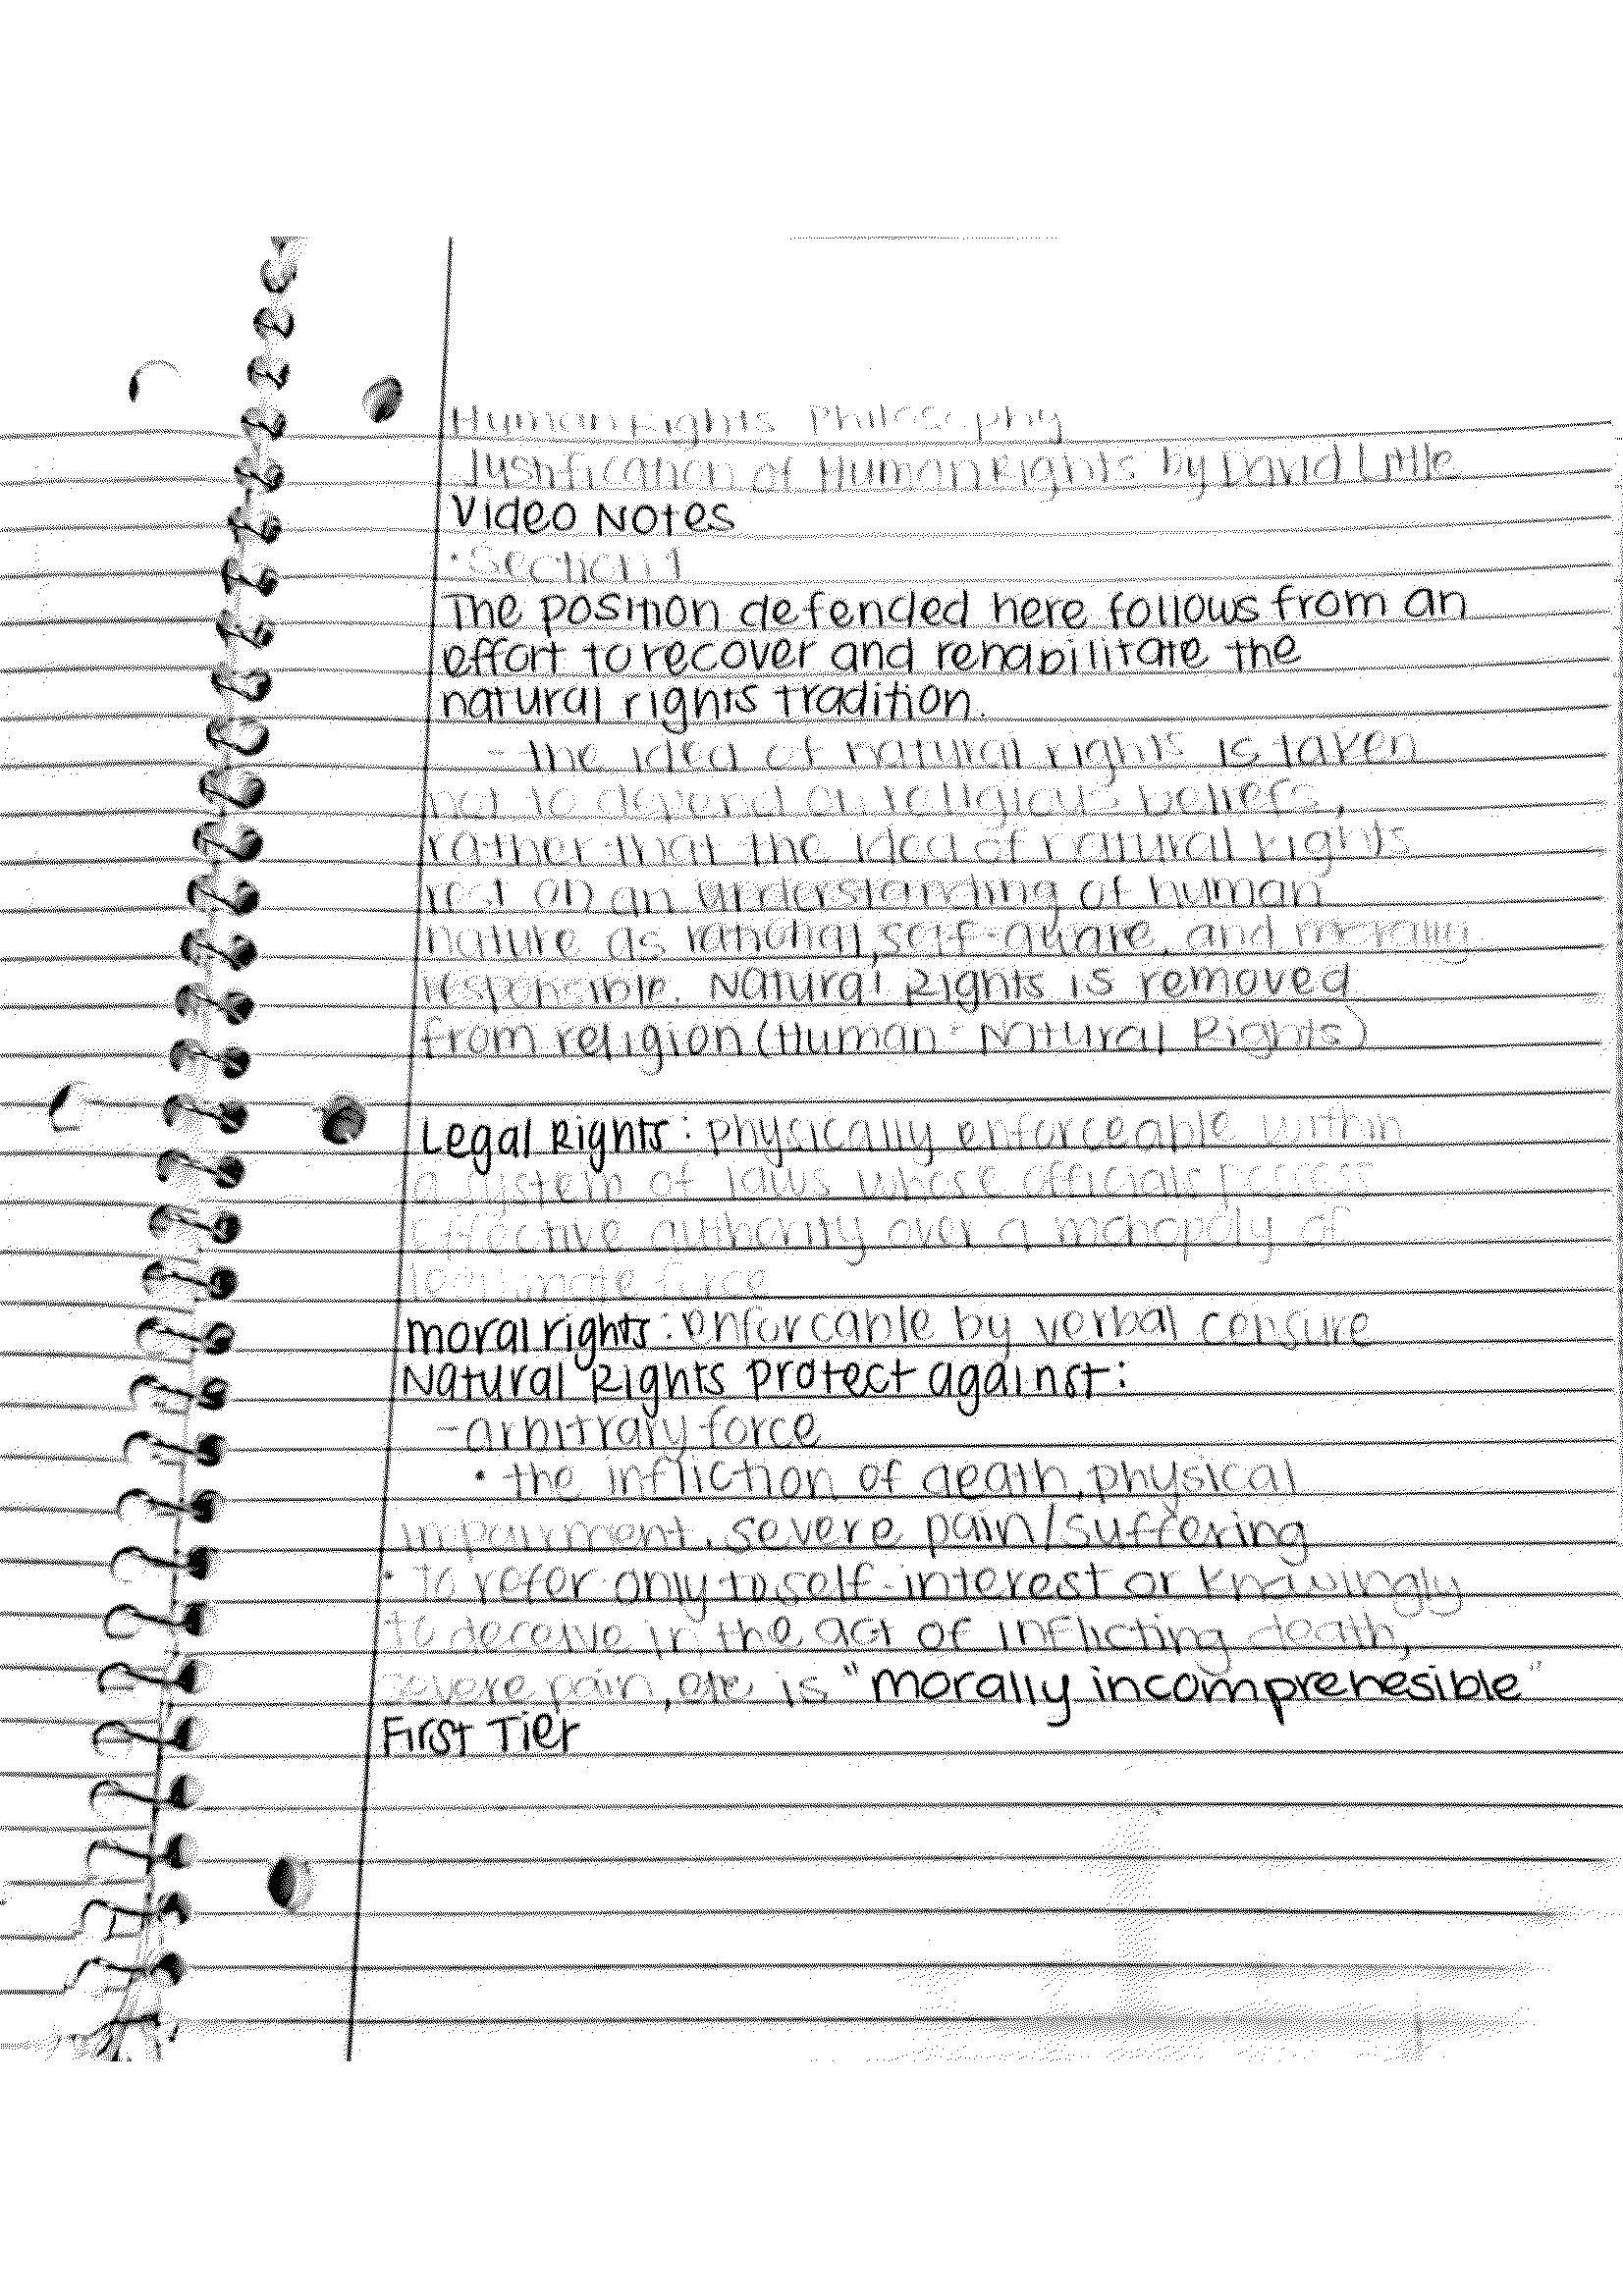 Human Rights Philosophy
Justification of Human Rights by David Little
Video Notes
• Section 1
The position defended here follows from an
effort to recover and rehabilitate the
natural rights tradition.
- the idea of natural rights is taken
not to depend on religious beliefs,
rather that the idea of natural rights
rest on an understanding of human
nature as rational, self-aware, and morally
responsible. Natural Rights is removed
from religion (Human = Natural Rights)
Legal Rights: physically enforceable within
a system of laws whose officials possess
effective authority over a monopoly of
legitimate force
moral rights: enforcable by verbal censure
Natural Rights protect against:
- arbitrary force
• the infliction of death, physical
impairment, severe pain/suffering
• to refer only to self-interest or knowingly
to deceive in the act of inflicting death,
severe pain, etc is "morally incomprehesible"
First Tier